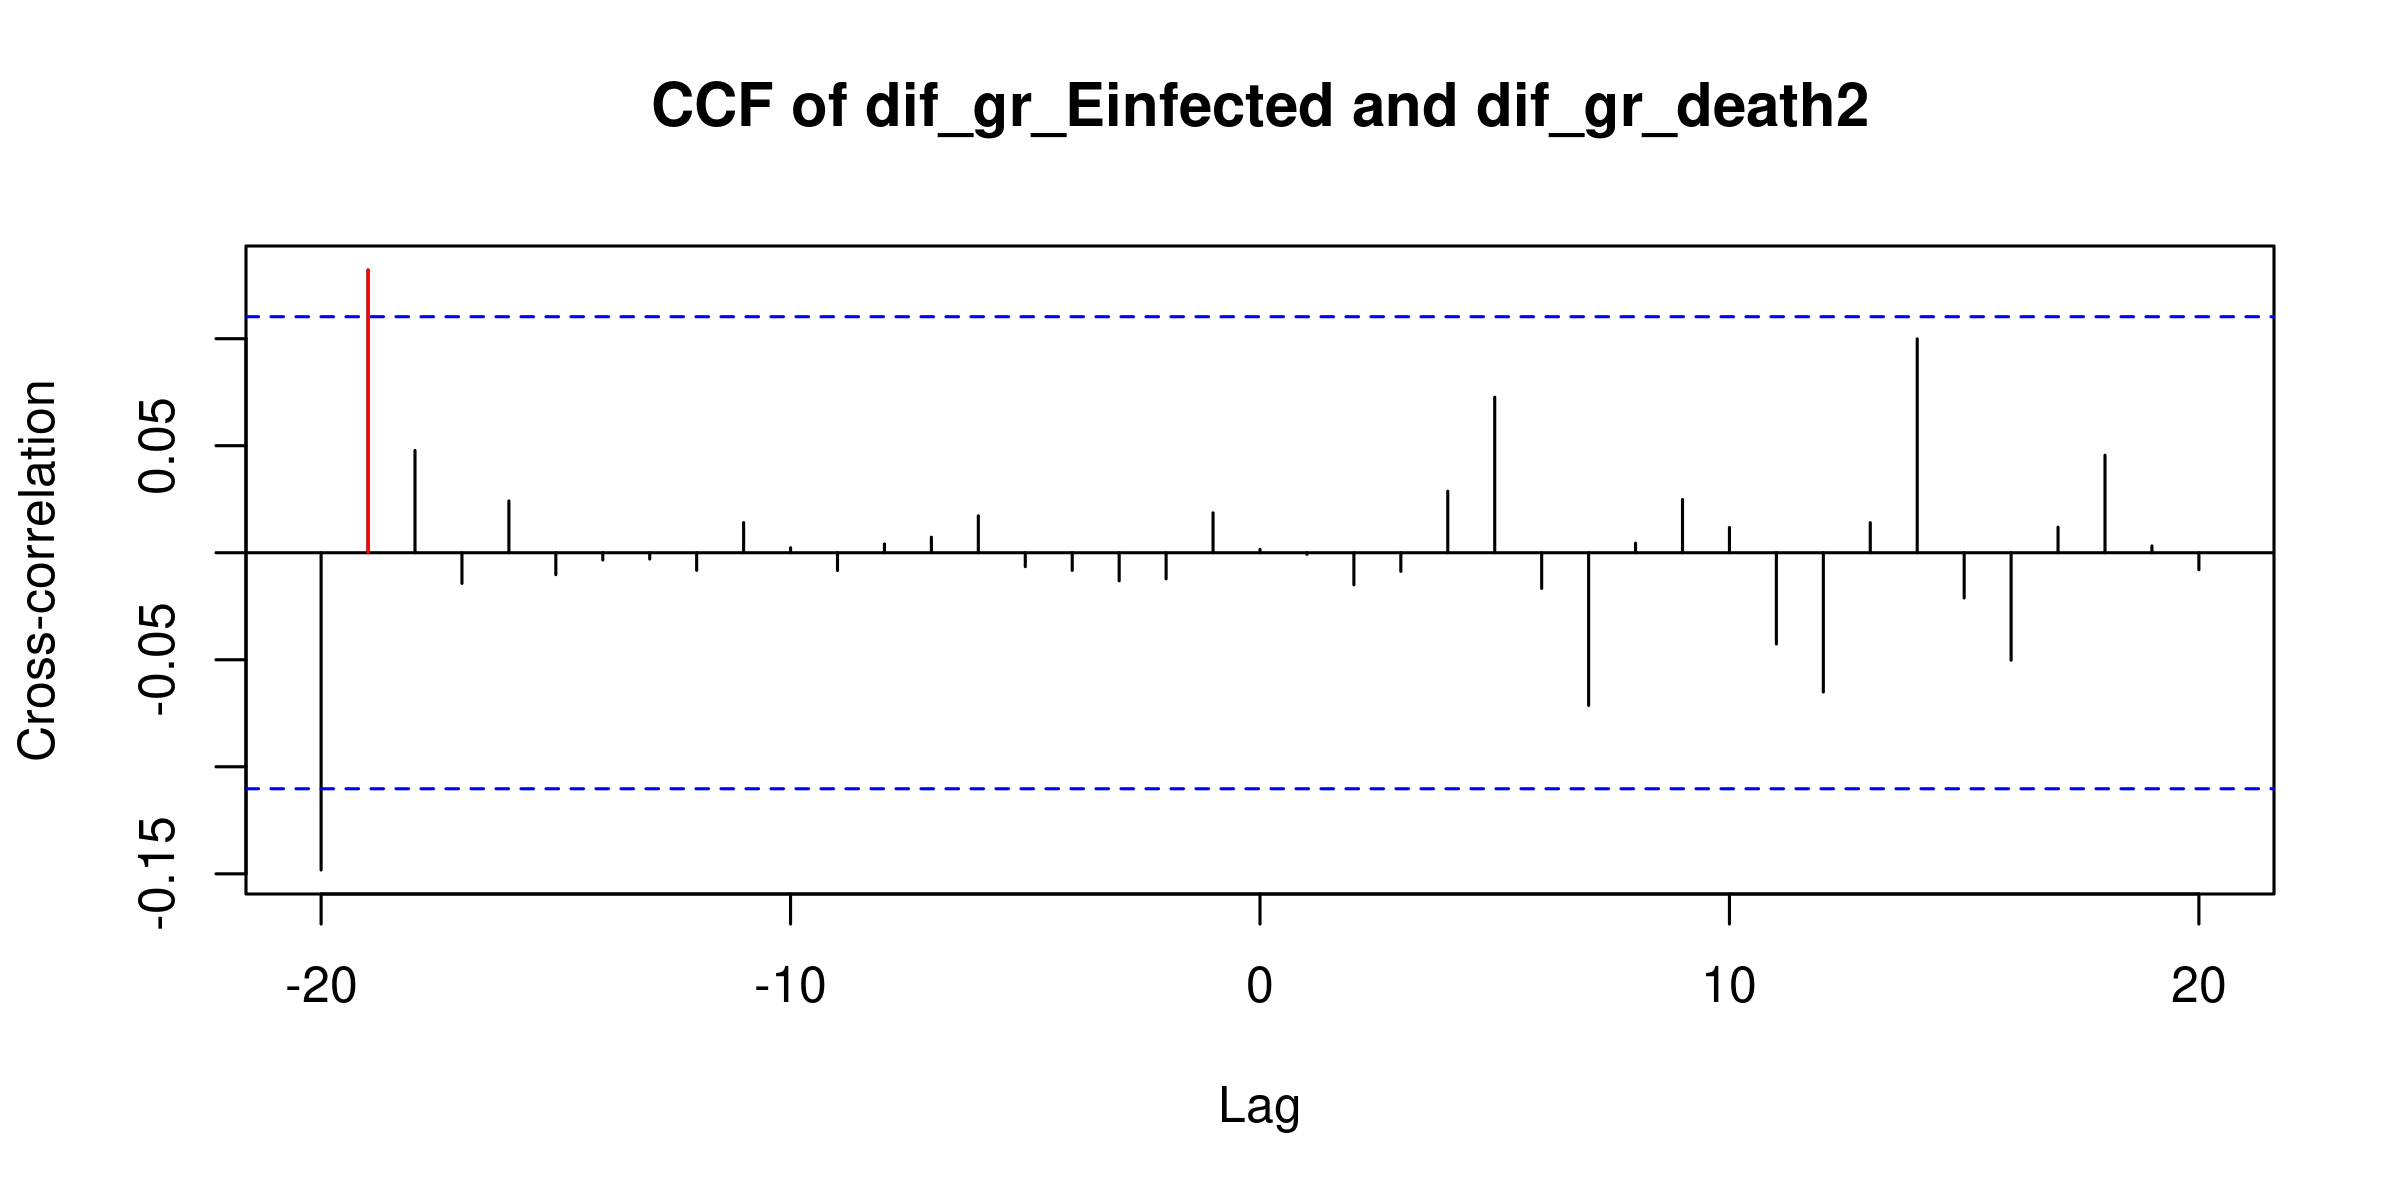 CCF of dif_gr_Einfected and dif_gr_death2
Cross-correlation
0.05
-0.05
-0.15
-20
-10
0
10
20
Lag